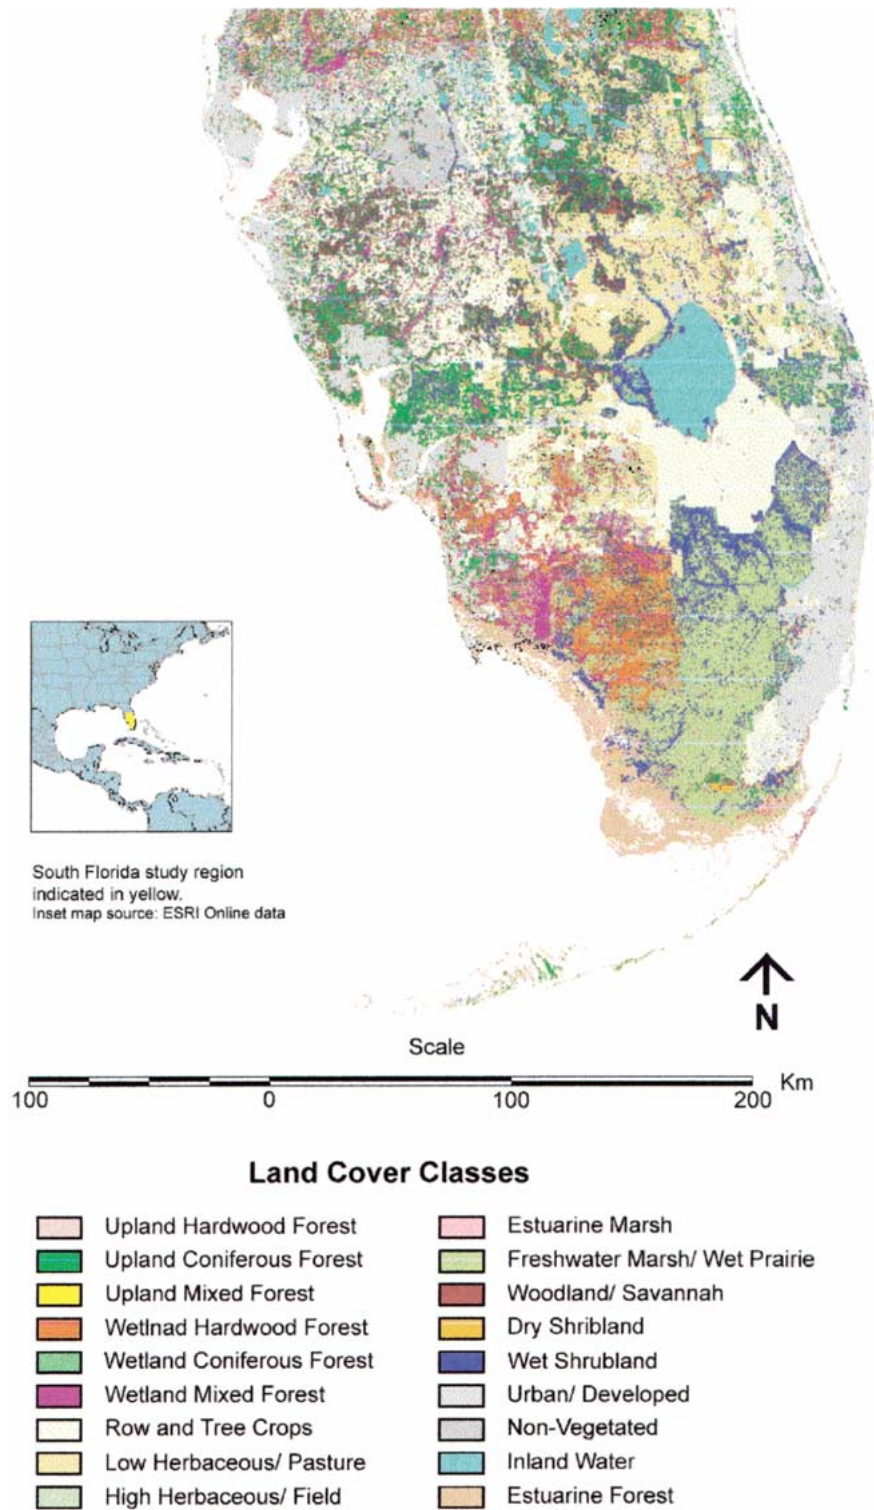 South Florida study region
indicated in yellow.
Inset map source: ESRI Online data
N
Scale
100 0 100 200 Km
Land Cover Classes
Upland Hardwood Forest
Upland Coniferous Forest
Upland Mixed Forest
Wetlnad Hardwood Forest
Wetland Coniferous Forest
Wetland Mixed Forest
Row and Tree Crops
Low Herbaceous/ Pasture
High Herbaceous/ Field
Estuarine Marsh
Freshwater Marsh/ Wet Prairie
Woodland/ Savannah
Dry Shribland
Wet Shrubland
Urban/ Developed
Non-Vegetated
Inland Water
Estuarine Forest